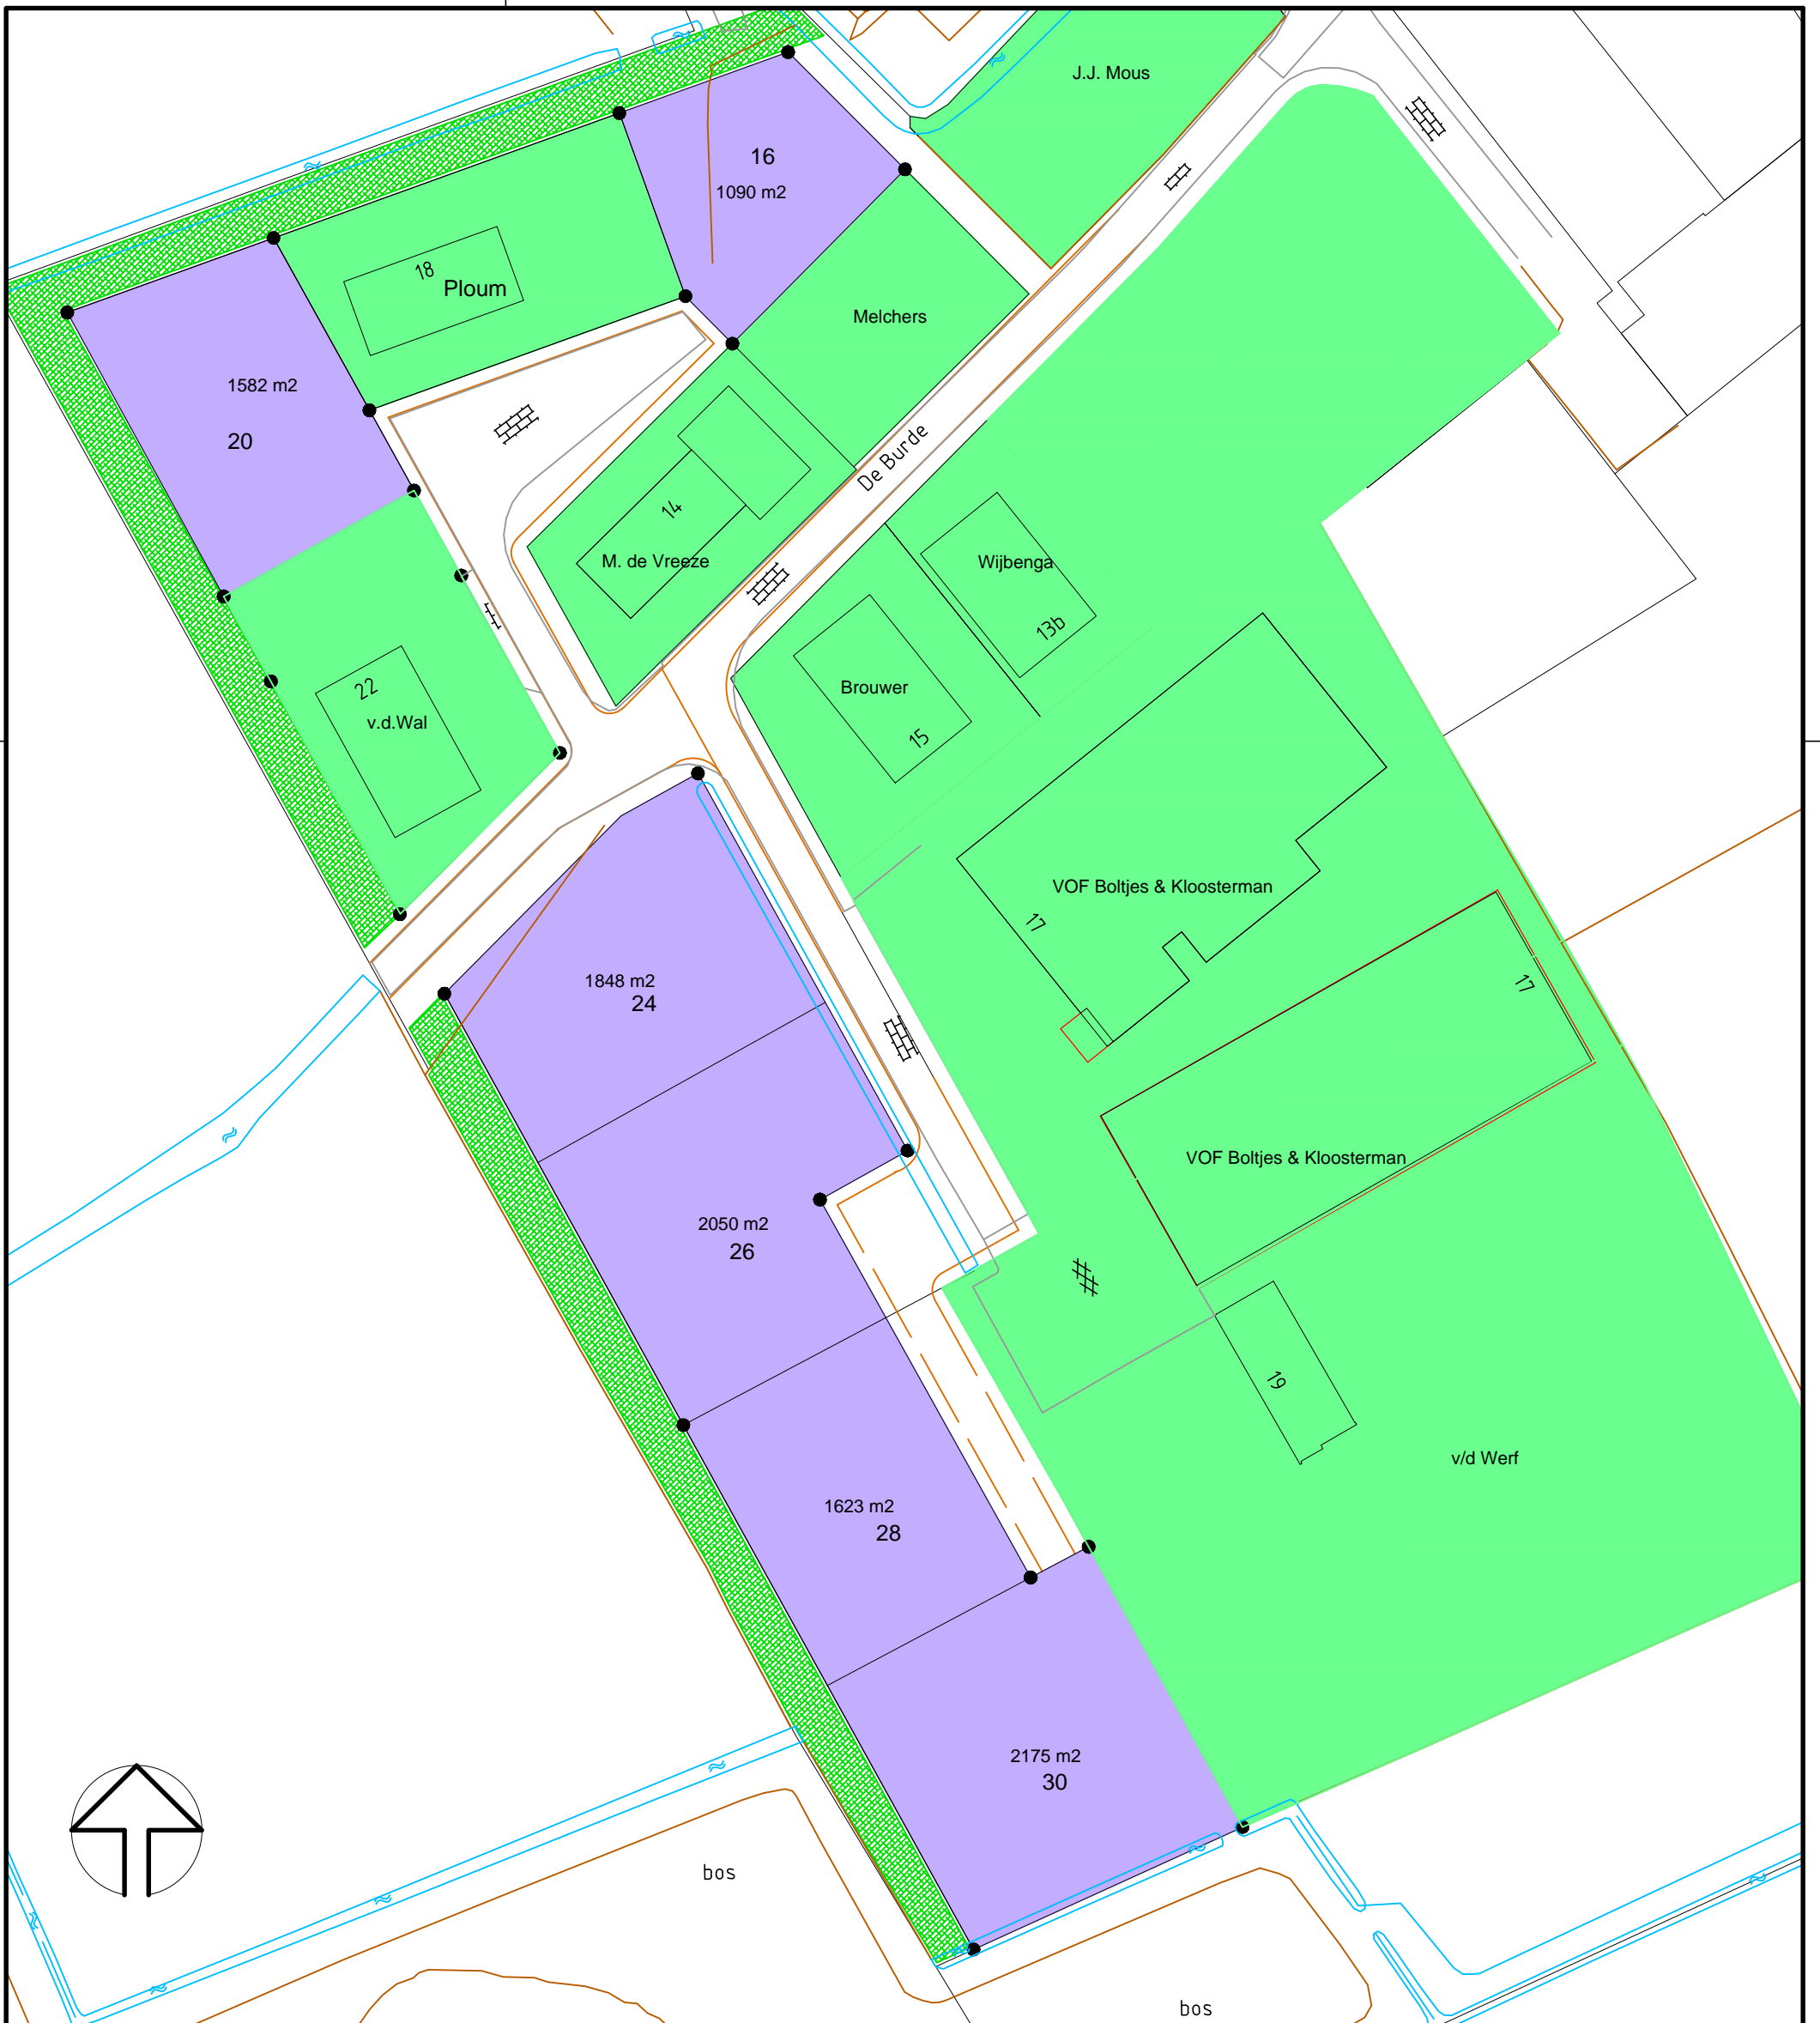 J.J. Mous
16
1090 m2
18
Ploum
Melchers
1582 m2
20
De Burde
14
M. de Vreeze
Wijbenga
13b
Brouwer
15
22
v.d.Wal
VOF Boltjes & Kloosterman
17
1848 m2
24
17
VOF Boltjes & Kloosterman
2050 m2
26
19
v/d Werf
1623 m2
28
2175 m2
30
bos
bos